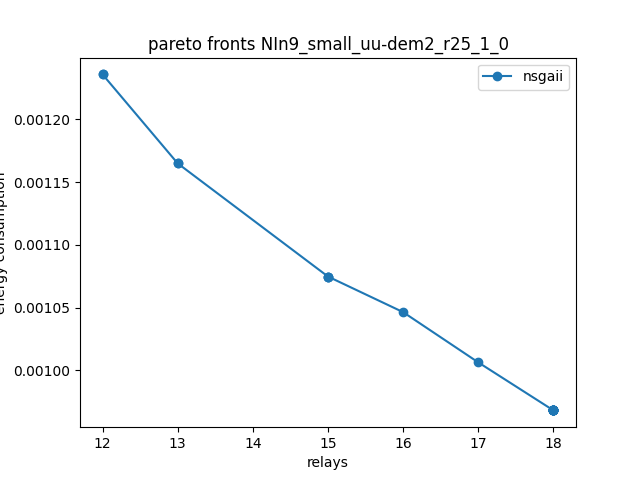 pareto fronts NIn9_small_uu-dem2_r25_1_0
nsgaii
0.00120
0.00115
0.00110
0.00105
0.00100
energy consumption
12 13 14 15 16 17 18
relays